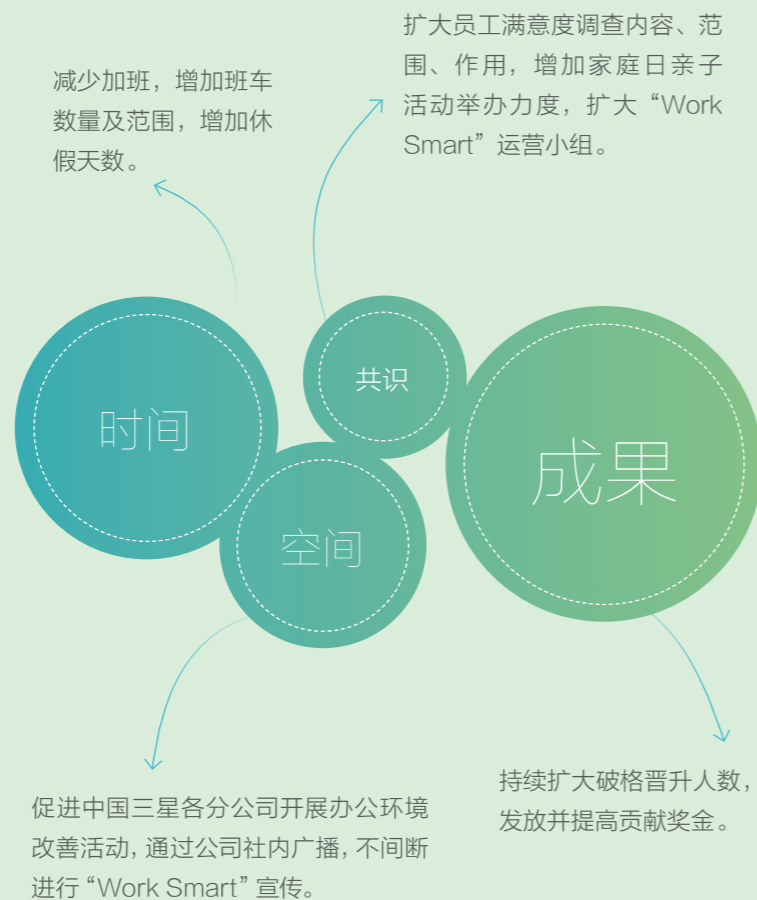 扩大员工满意度调查内容、范
围、作用，增加家庭日亲子
活动举办力度，扩大“Work
Smart”运营小组。
减少加班，增加班车
数量及范围，增加休
假天数。
时间
共识
空间
成果
促进中国三星各分公司开展办公环境
改善活动，通过公司社内广播，不间断
进行“Work Smart”宣传。
持续扩大破格晋升人数，
发放并提高贡献奖金。